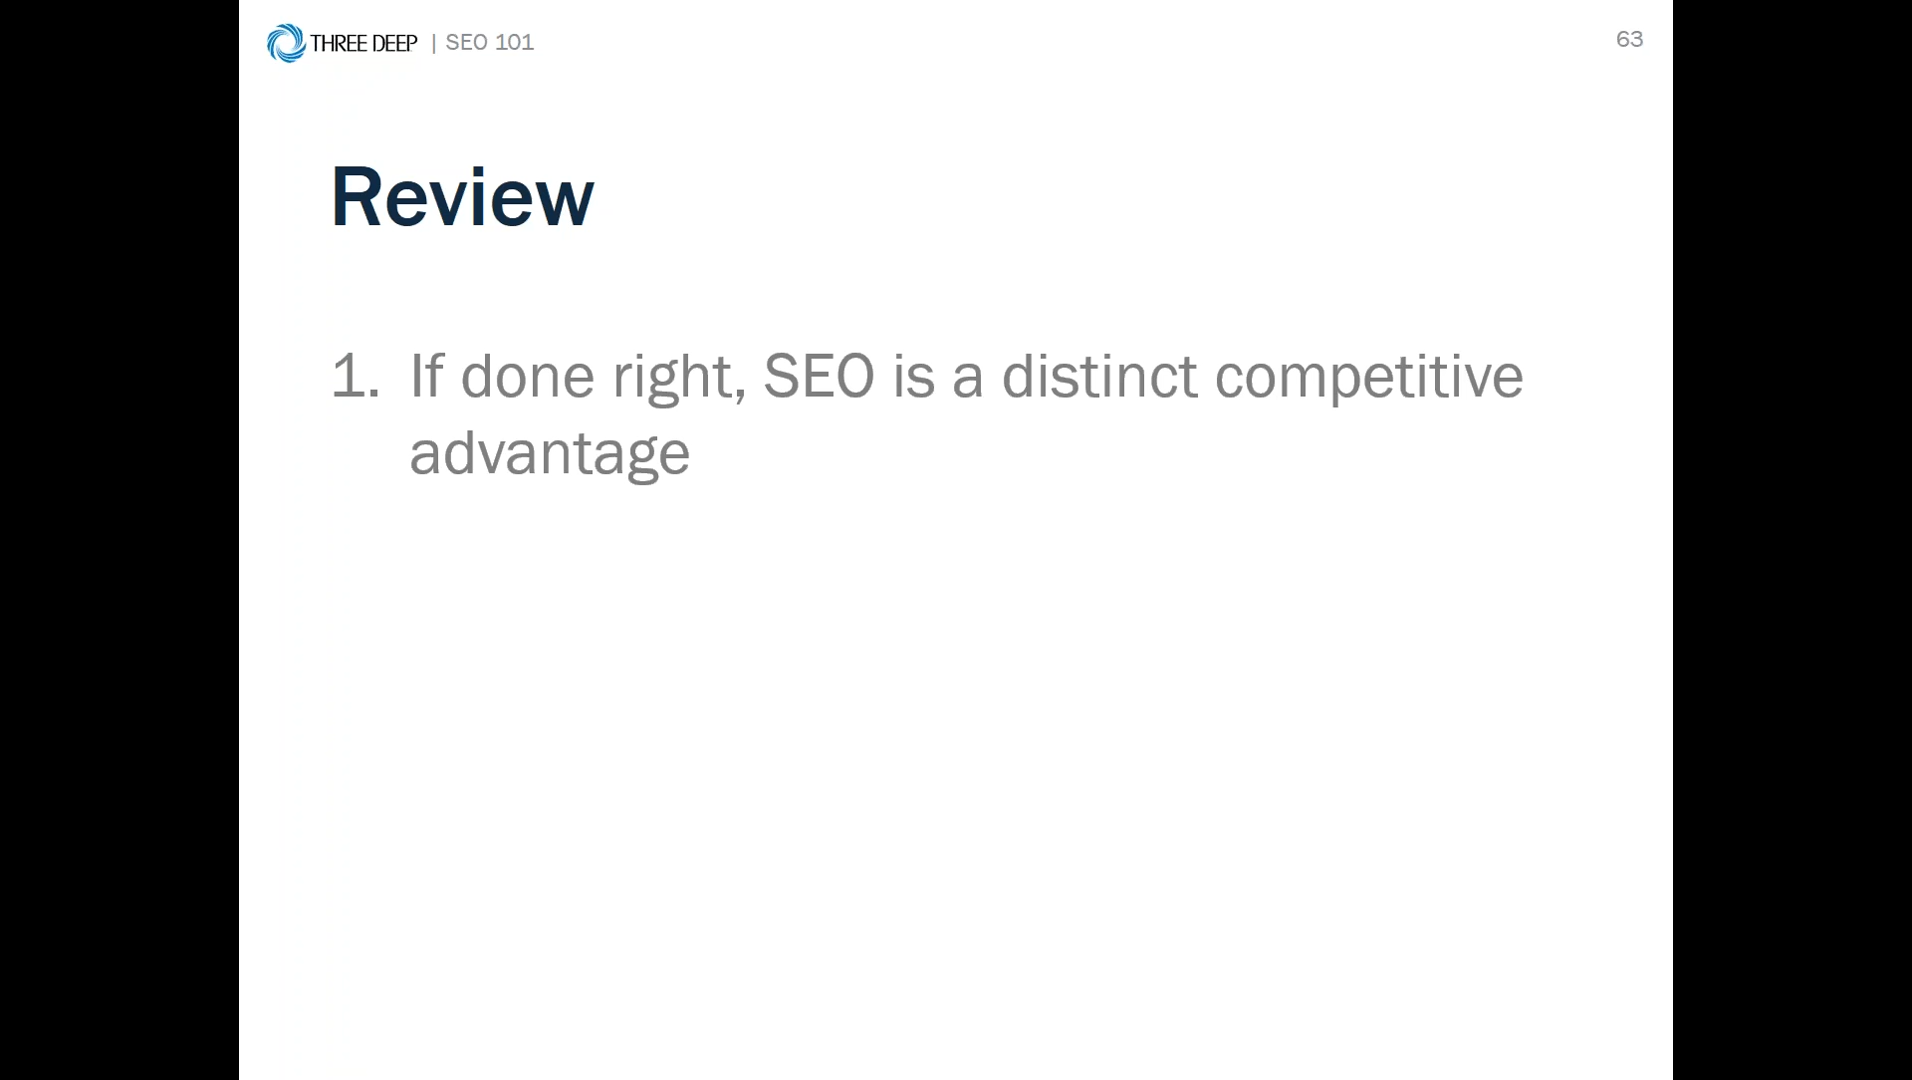 THREE DEEP | SEO 101
63
Review
1. If done right, SEO is a distinct competitive
advantage